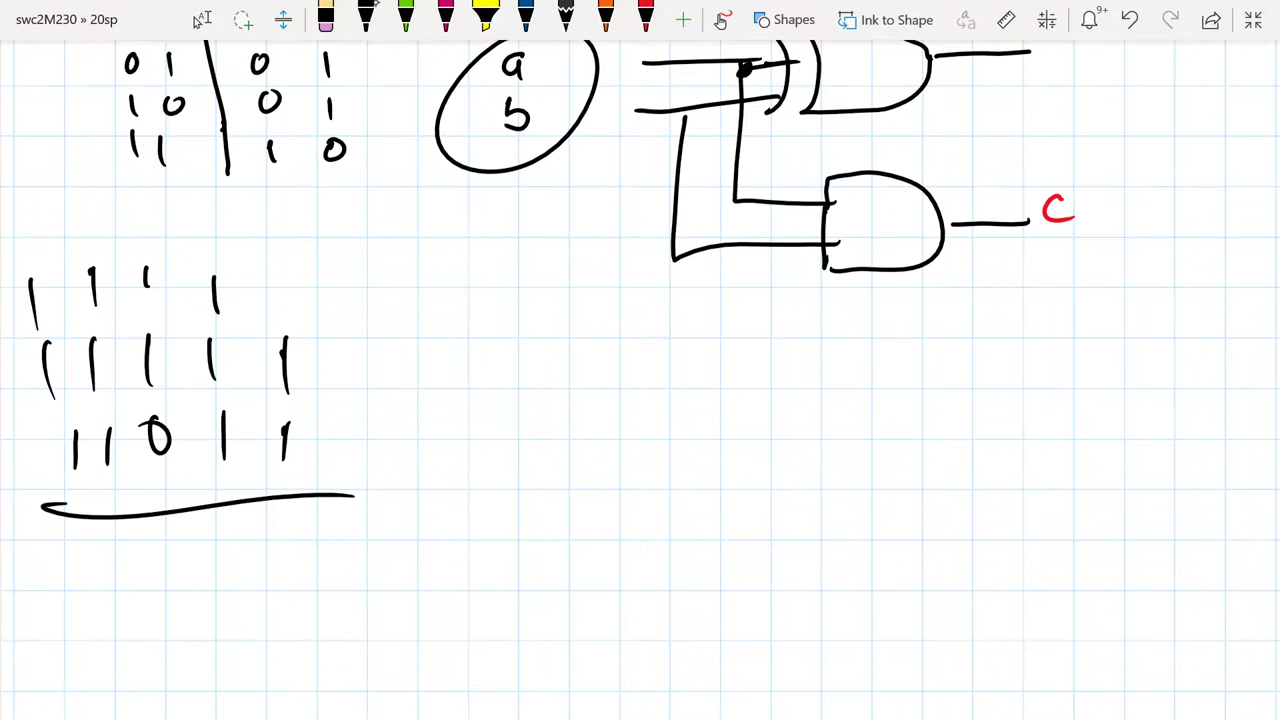 swc2M230 » 20sp
Shapes
Ink to Shape
9+
0 1 0 1
1 0 0 1
1 1 1 0
a
b
C
1 1 1 1
1 1 1 1 1
1 1 0 1 1